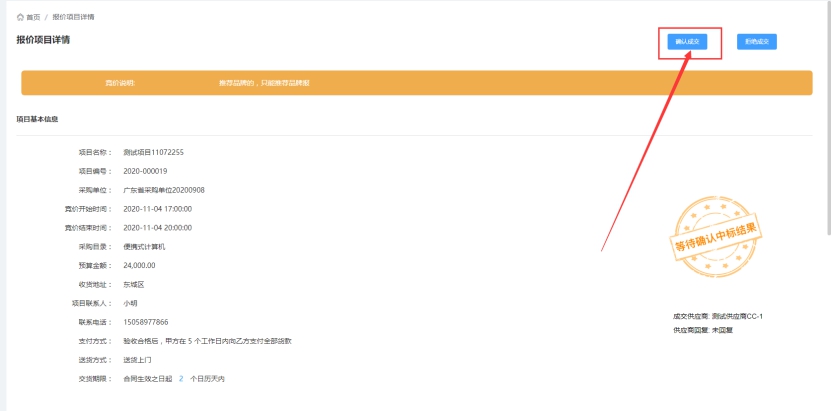 首页 / 报价项目详情
报价项目详情
确认成交 拒绝成交
竞价说明: 推荐品牌的，只能推荐品牌报
项目基本信息
项目名称： 测试项目11072255
项目编号： 2020-000019
采购单位： 广东省采购单位20200908
竞价开始时间： 2020-11-04 17:00:00
竞价结束时间： 2020-11-04 20:00:00
采购目录： 便携式计算机
预算金额： 24,000.00
收货地址： 东城区
项目联系人： 小明
联系电话： 15058977866
支付方式： 验收合格后，甲方在 5 个工作日内向乙方支付全部货款
送货方式： 送货上门
交货期限： 合同生效之日起 2 个日历天内
等待确认中标结果
成交供应商: 测试供应商CC-1
供应商回复: 未回复